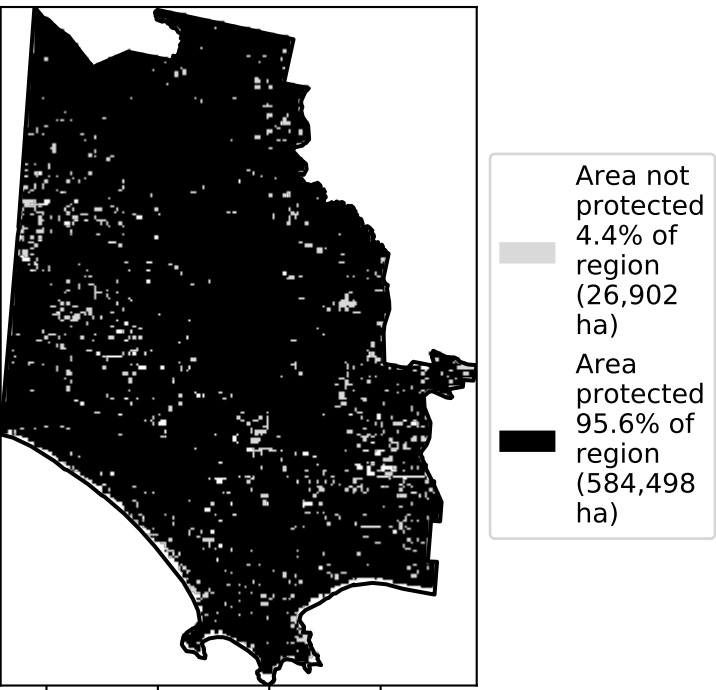 Area not
protected
4.4% of
region
(26,902
ha)
Area
protected
95.6% of
region
(584,498
ha)